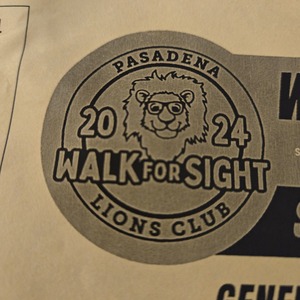 PASADENA
20 24
WALK FOR SIGHT
LIONS CLUB